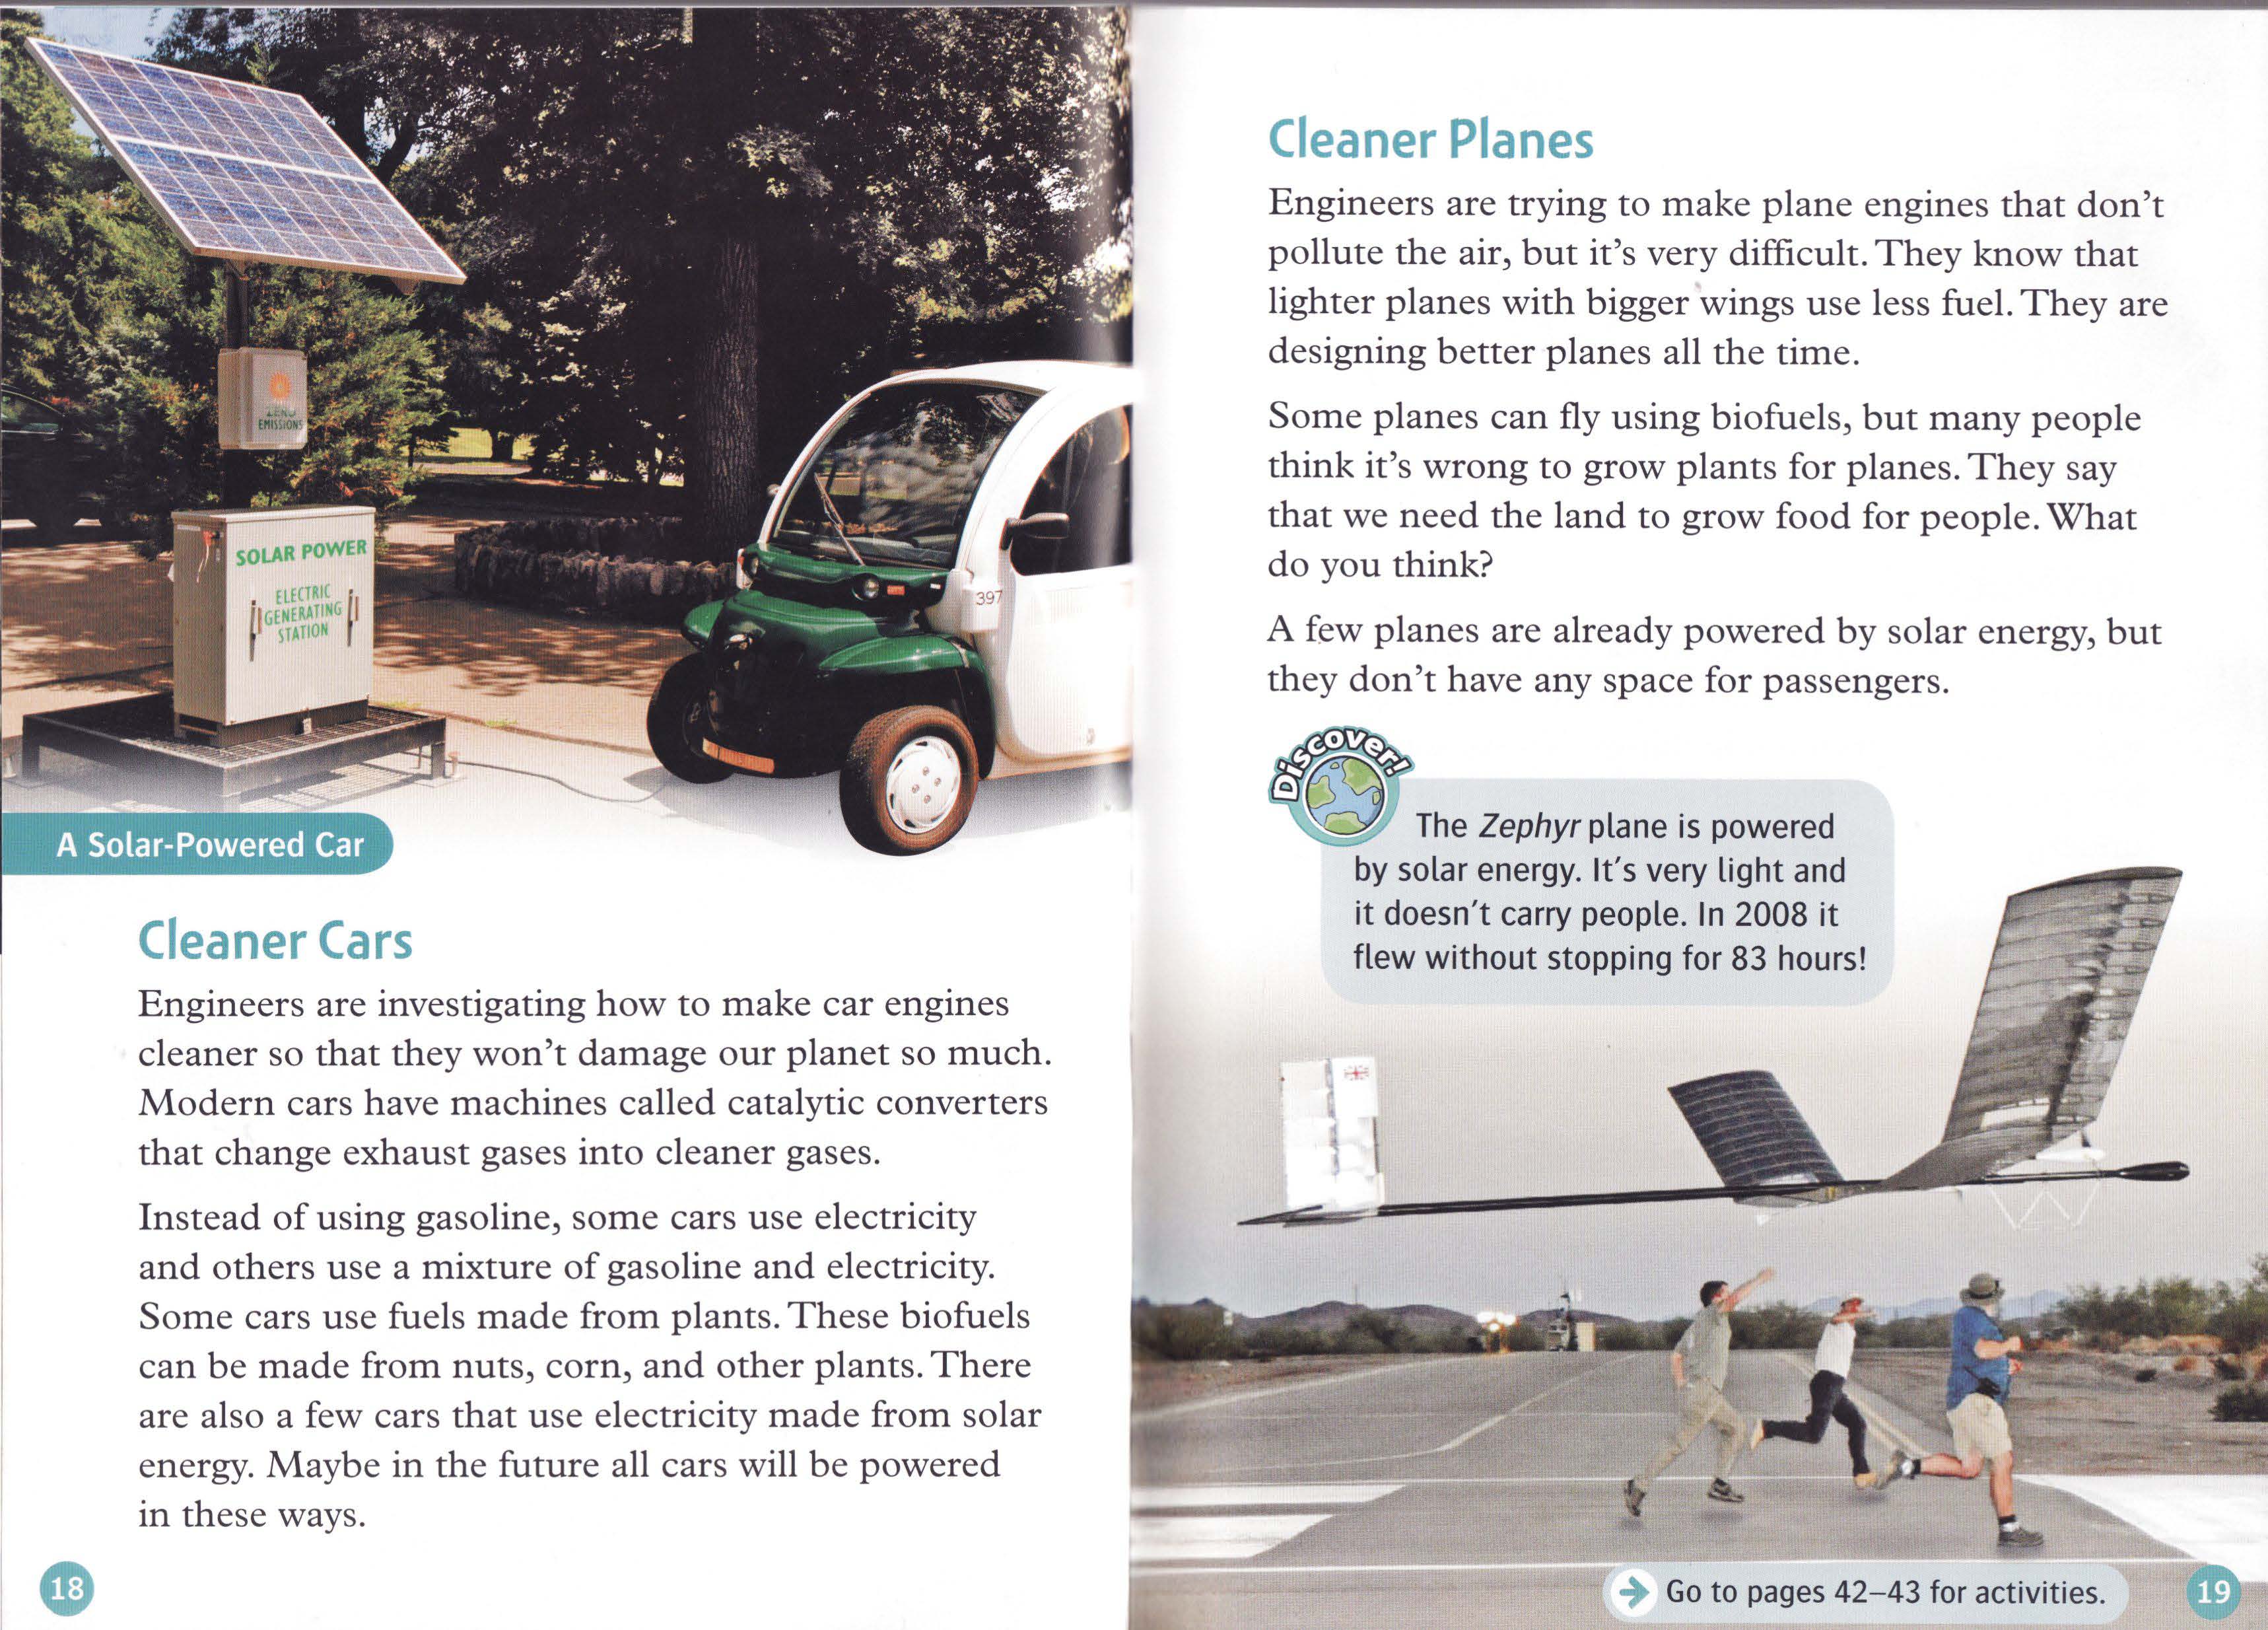 ZERO
EMISSIONS
SOLAR POWER
ELECTRIC
GENERATING
STATION
397
A Solar-Powered Car
Cleaner Cars
Engineers are investigating how to make car engines
cleaner so that they won't damage our planet so much.
Modern cars have machines called catalytic converters
that change exhaust gases into cleaner gases.
Instead of using gasoline, some cars use electricity
and others use a mixture of gasoline and electricity.
Some cars use fuels made from plants. These biofuels
can be made from nuts, corn, and other plants. There
are also a few cars that use electricity made from solar
energy. Maybe in the future all cars will be powered
in these ways.
18
Cleaner Planes
Engineers are trying to make plane engines that don't
pollute the air, but it's very difficult. They know that
lighter planes with bigger wings use less fuel. They are
designing better planes all the time.
Some planes can fly using biofuels, but many people
think it's wrong to grow plants for planes. They say
that we need the land to grow food for people. What
do you think?
A few planes are already powered by solar energy, but
they don't have any space for passengers.
Discover!
The Zephyr plane is powered
by solar energy. It's very light and
it doesn't carry people. In 2008 it
flew without stopping for 83 hours!
Go to pages 42–43 for activities.
19